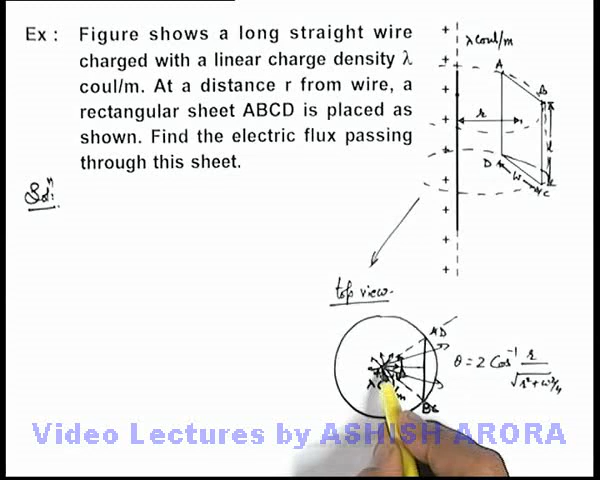 Ex : Figure shows a long straight wire
charged with a linear charge density λ
coul/m. At a distance r from wire, a
rectangular sheet ABCD is placed as
shown. Find the electric flux passing
through this sheet.
Solⁿ:
λ coul/m
A
B
r
l
D
w
C
top view
AD
θ = 2 Cos⁻¹ r / √(r²+w²/4)
λ
BC
Video Lectures by ASHISH ARORA